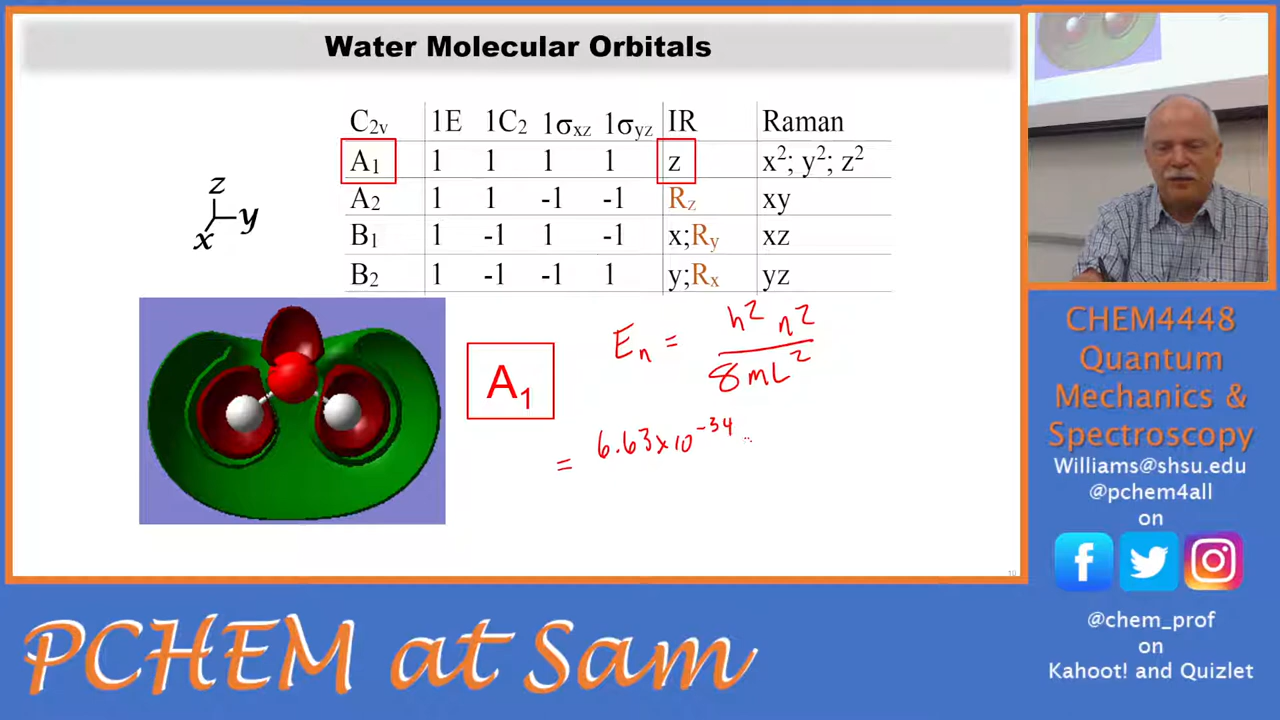 Water Molecular Orbitals
C2v 1E 1C2 1σxz 1σyz IR Raman
A1 1 1 1 1 z x²; y²; z²
A2 1 1 -1 -1 Rz xy
B1 1 -1 1 -1 x;Ry xz
B2 1 -1 -1 1 y;Rx yz
z
y
x
A1
En = h² n² / 8mL²
= 6.63x10⁻³⁴
19
CHEM4448
Quantum
Mechanics &
Spectroscopy
Williams@shsu.edu
@pchem4all
on
@chem_prof
on
Kahoot! and Quizlet
PCHEM at Sam